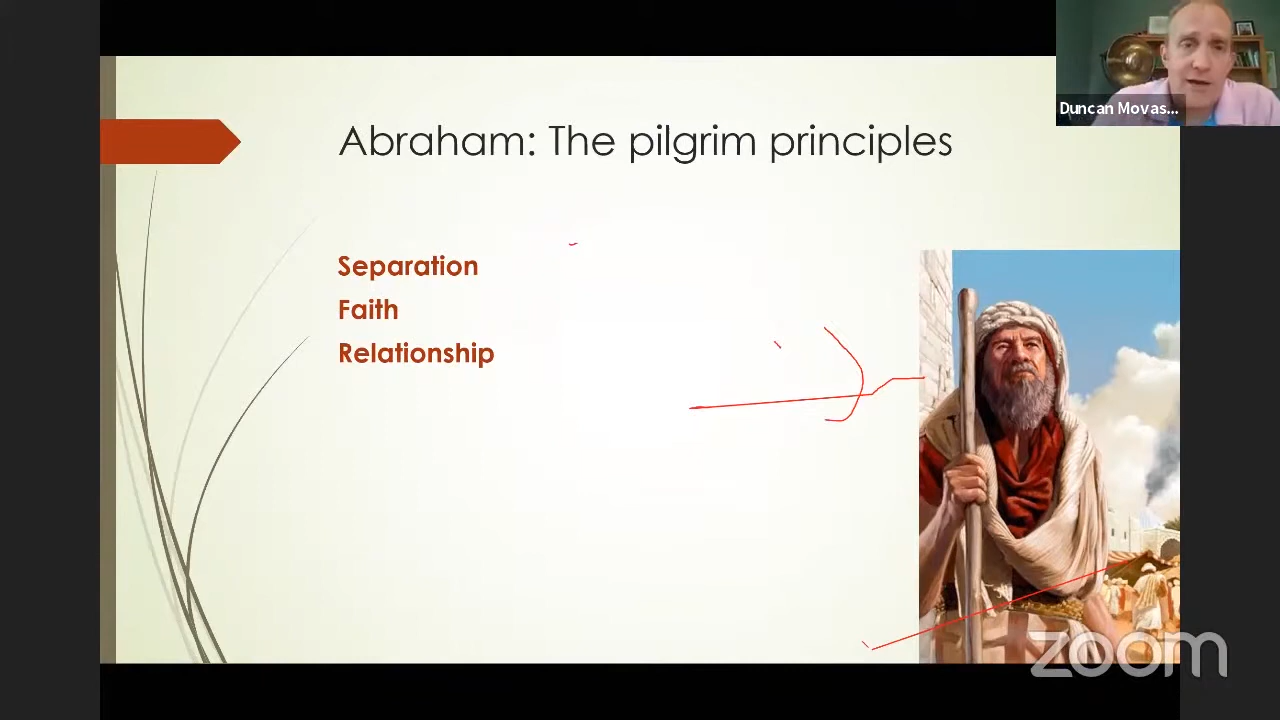 Duncan Movas...
Abraham: The pilgrim principles
Separation
Faith
Relationship
zoom